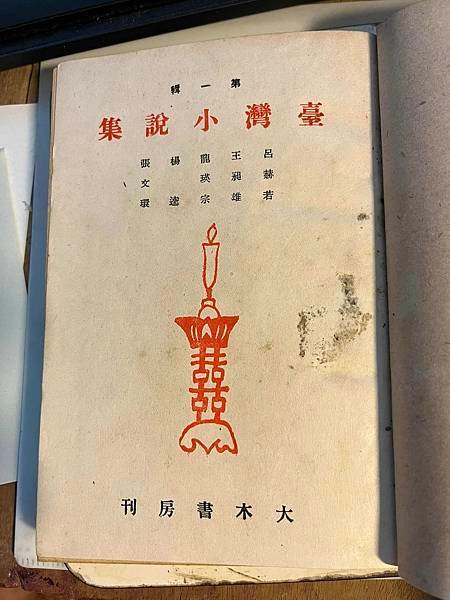 第一輯
臺灣小說集
呂赫若
王昶雄
龍瑛宗
楊逵
張文環
大木書房刊